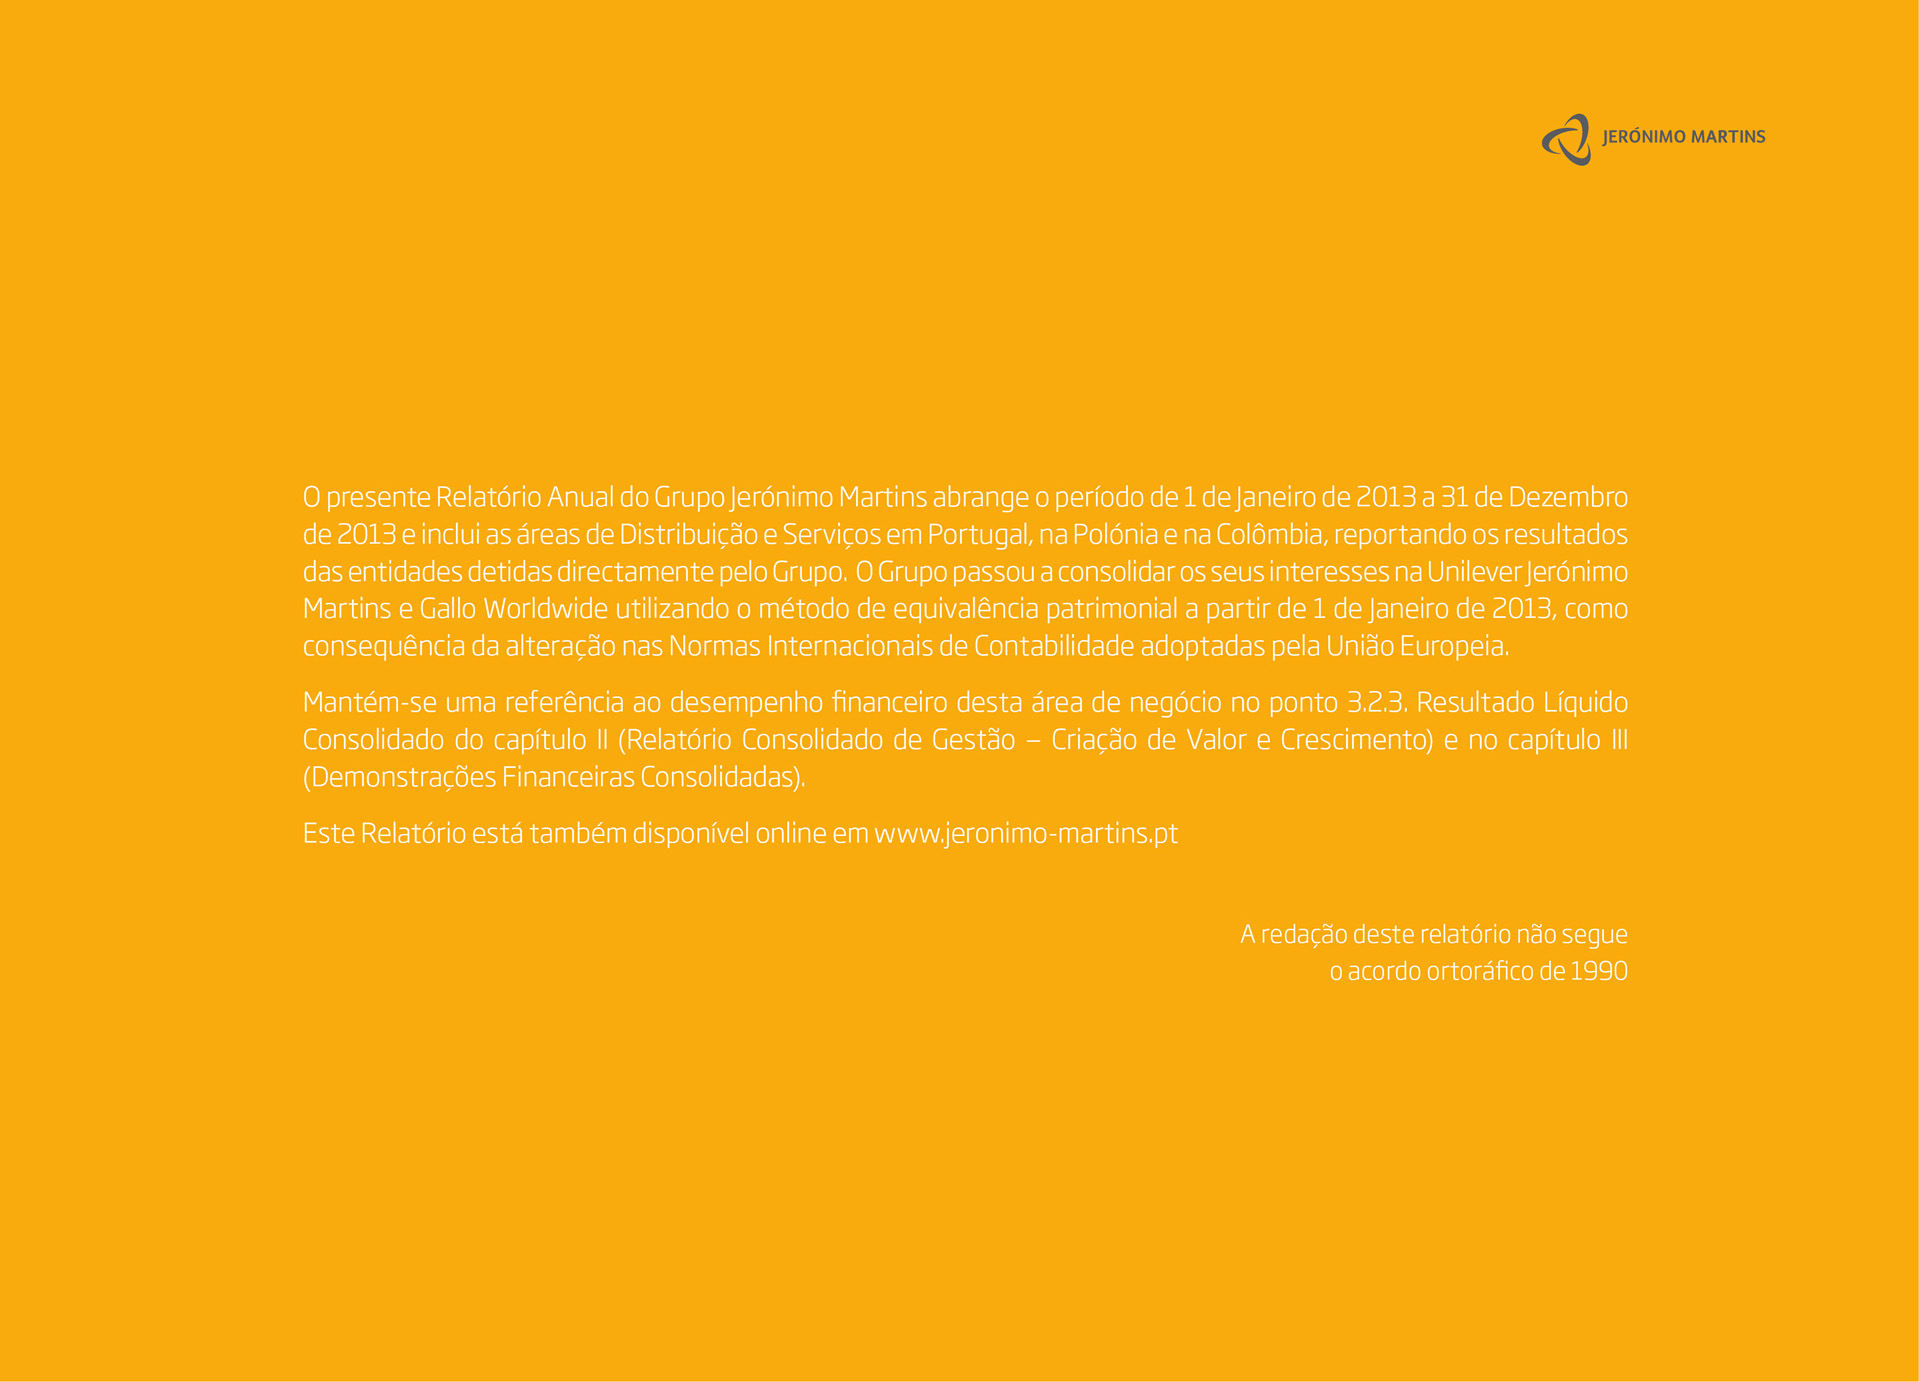 JERÓNIMO MARTINS
O presente Relatório Anual do Grupo Jerónimo Martins abrange o período de 1 de Janeiro de 2013 a 31 de Dezembro
de 2013 e inclui as áreas de Distribuição e Serviços em Portugal, na Polónia e na Colômbia, reportando os resultados
das entidades detidas directamente pelo Grupo. O Grupo passou a consolidar os seus interesses na Unilever Jerónimo
Martins e Gallo Worldwide utilizando o método de equivalência patrimonial a partir de 1 de Janeiro de 2013, como
consequência da alteração nas Normas Internacionais de Contabilidade adoptadas pela União Europeia.
Mantém-se uma referência ao desempenho financeiro desta área de negócio no ponto 3.2.3. Resultado Líquido
Consolidado do capítulo II (Relatório Consolidado de Gestão – Criação de Valor e Crescimento) e no capítulo III
(Demonstrações Financeiras Consolidadas).
Este Relatório está também disponível online em www.jeronimo-martins.pt
A redação deste relatório não segue
o acordo ortoráfico de 1990